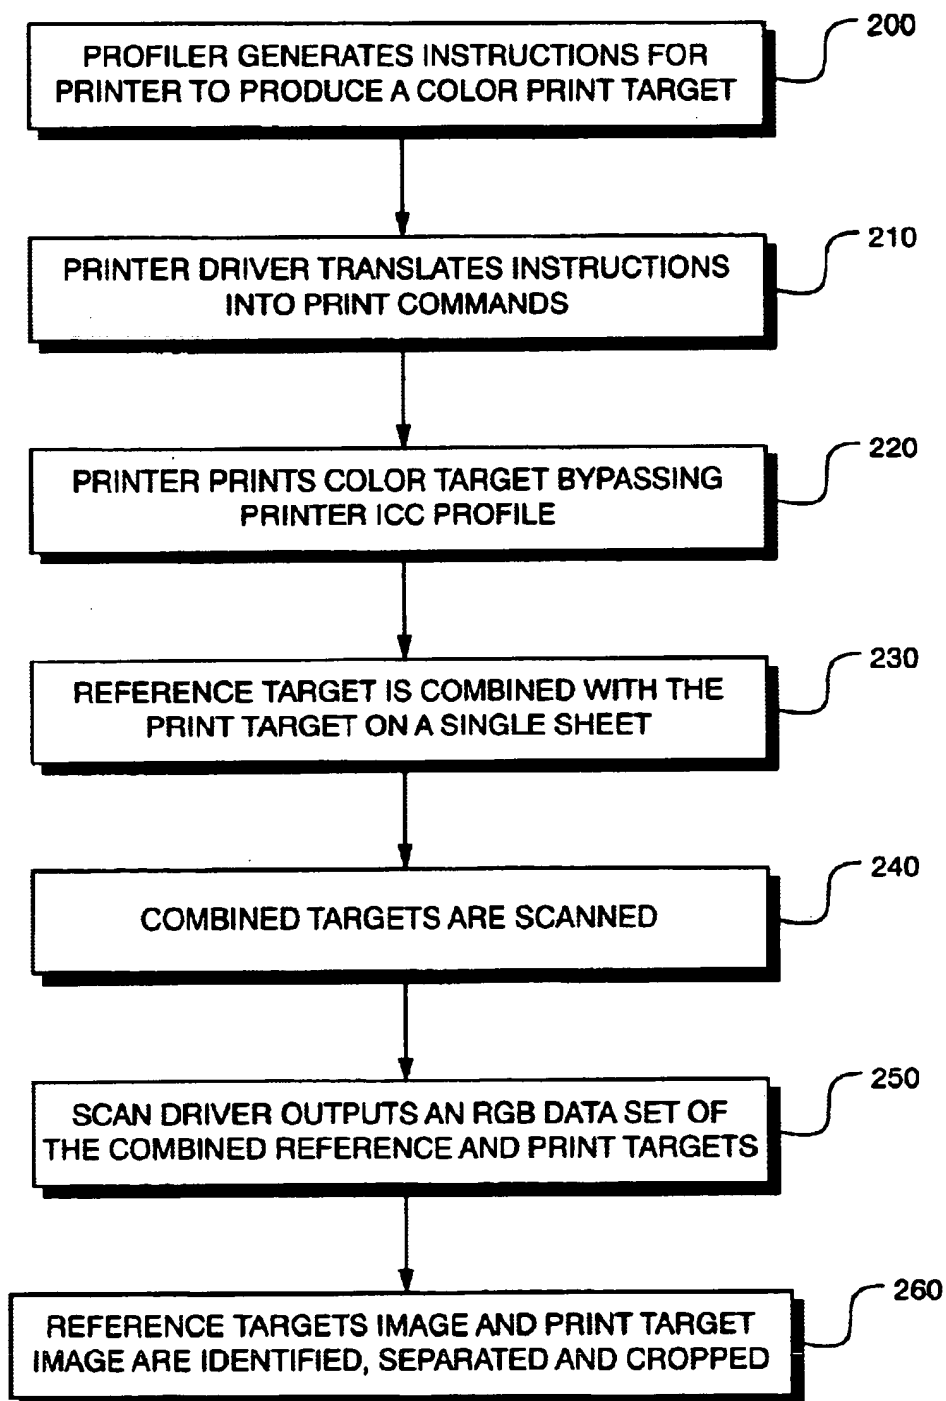 200
PROFILER GENERATES INSTRUCTIONS FOR
PRINTER TO PRODUCE A COLOR PRINT TARGET
210
PRINTER DRIVER TRANSLATES INSTRUCTIONS
INTO PRINT COMMANDS
220
PRINTER PRINTS COLOR TARGET BYPASSING
PRINTER ICC PROFILE
230
REFERENCE TARGET IS COMBINED WITH THE
PRINT TARGET ON A SINGLE SHEET
240
COMBINED TARGETS ARE SCANNED
250
SCAN DRIVER OUTPUTS AN RGB DATA SET OF
THE COMBINED REFERENCE AND PRINT TARGETS
260
REFERENCE TARGETS IMAGE AND PRINT TARGET
IMAGE ARE IDENTIFIED, SEPARATED AND CROPPED